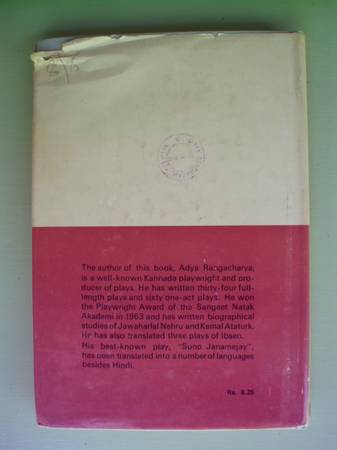 The author of this book, Adya Rangacharya,
is a well-known Kannada playwright and pro-
ducer of plays. He has written thirty-four full-
length plays and sixty one-act plays. He won
the Playwright Award of the Sangeet Natak
Akademi in 1963 and has written biographical
studies of Jawaharlal Nehru and Kemal Ataturk.
He has also translated three plays of Ibsen.
His best-known play, "Suno Janamejay", has
has been translated into a number of languages
besides Hindi.
Rs. 8.25